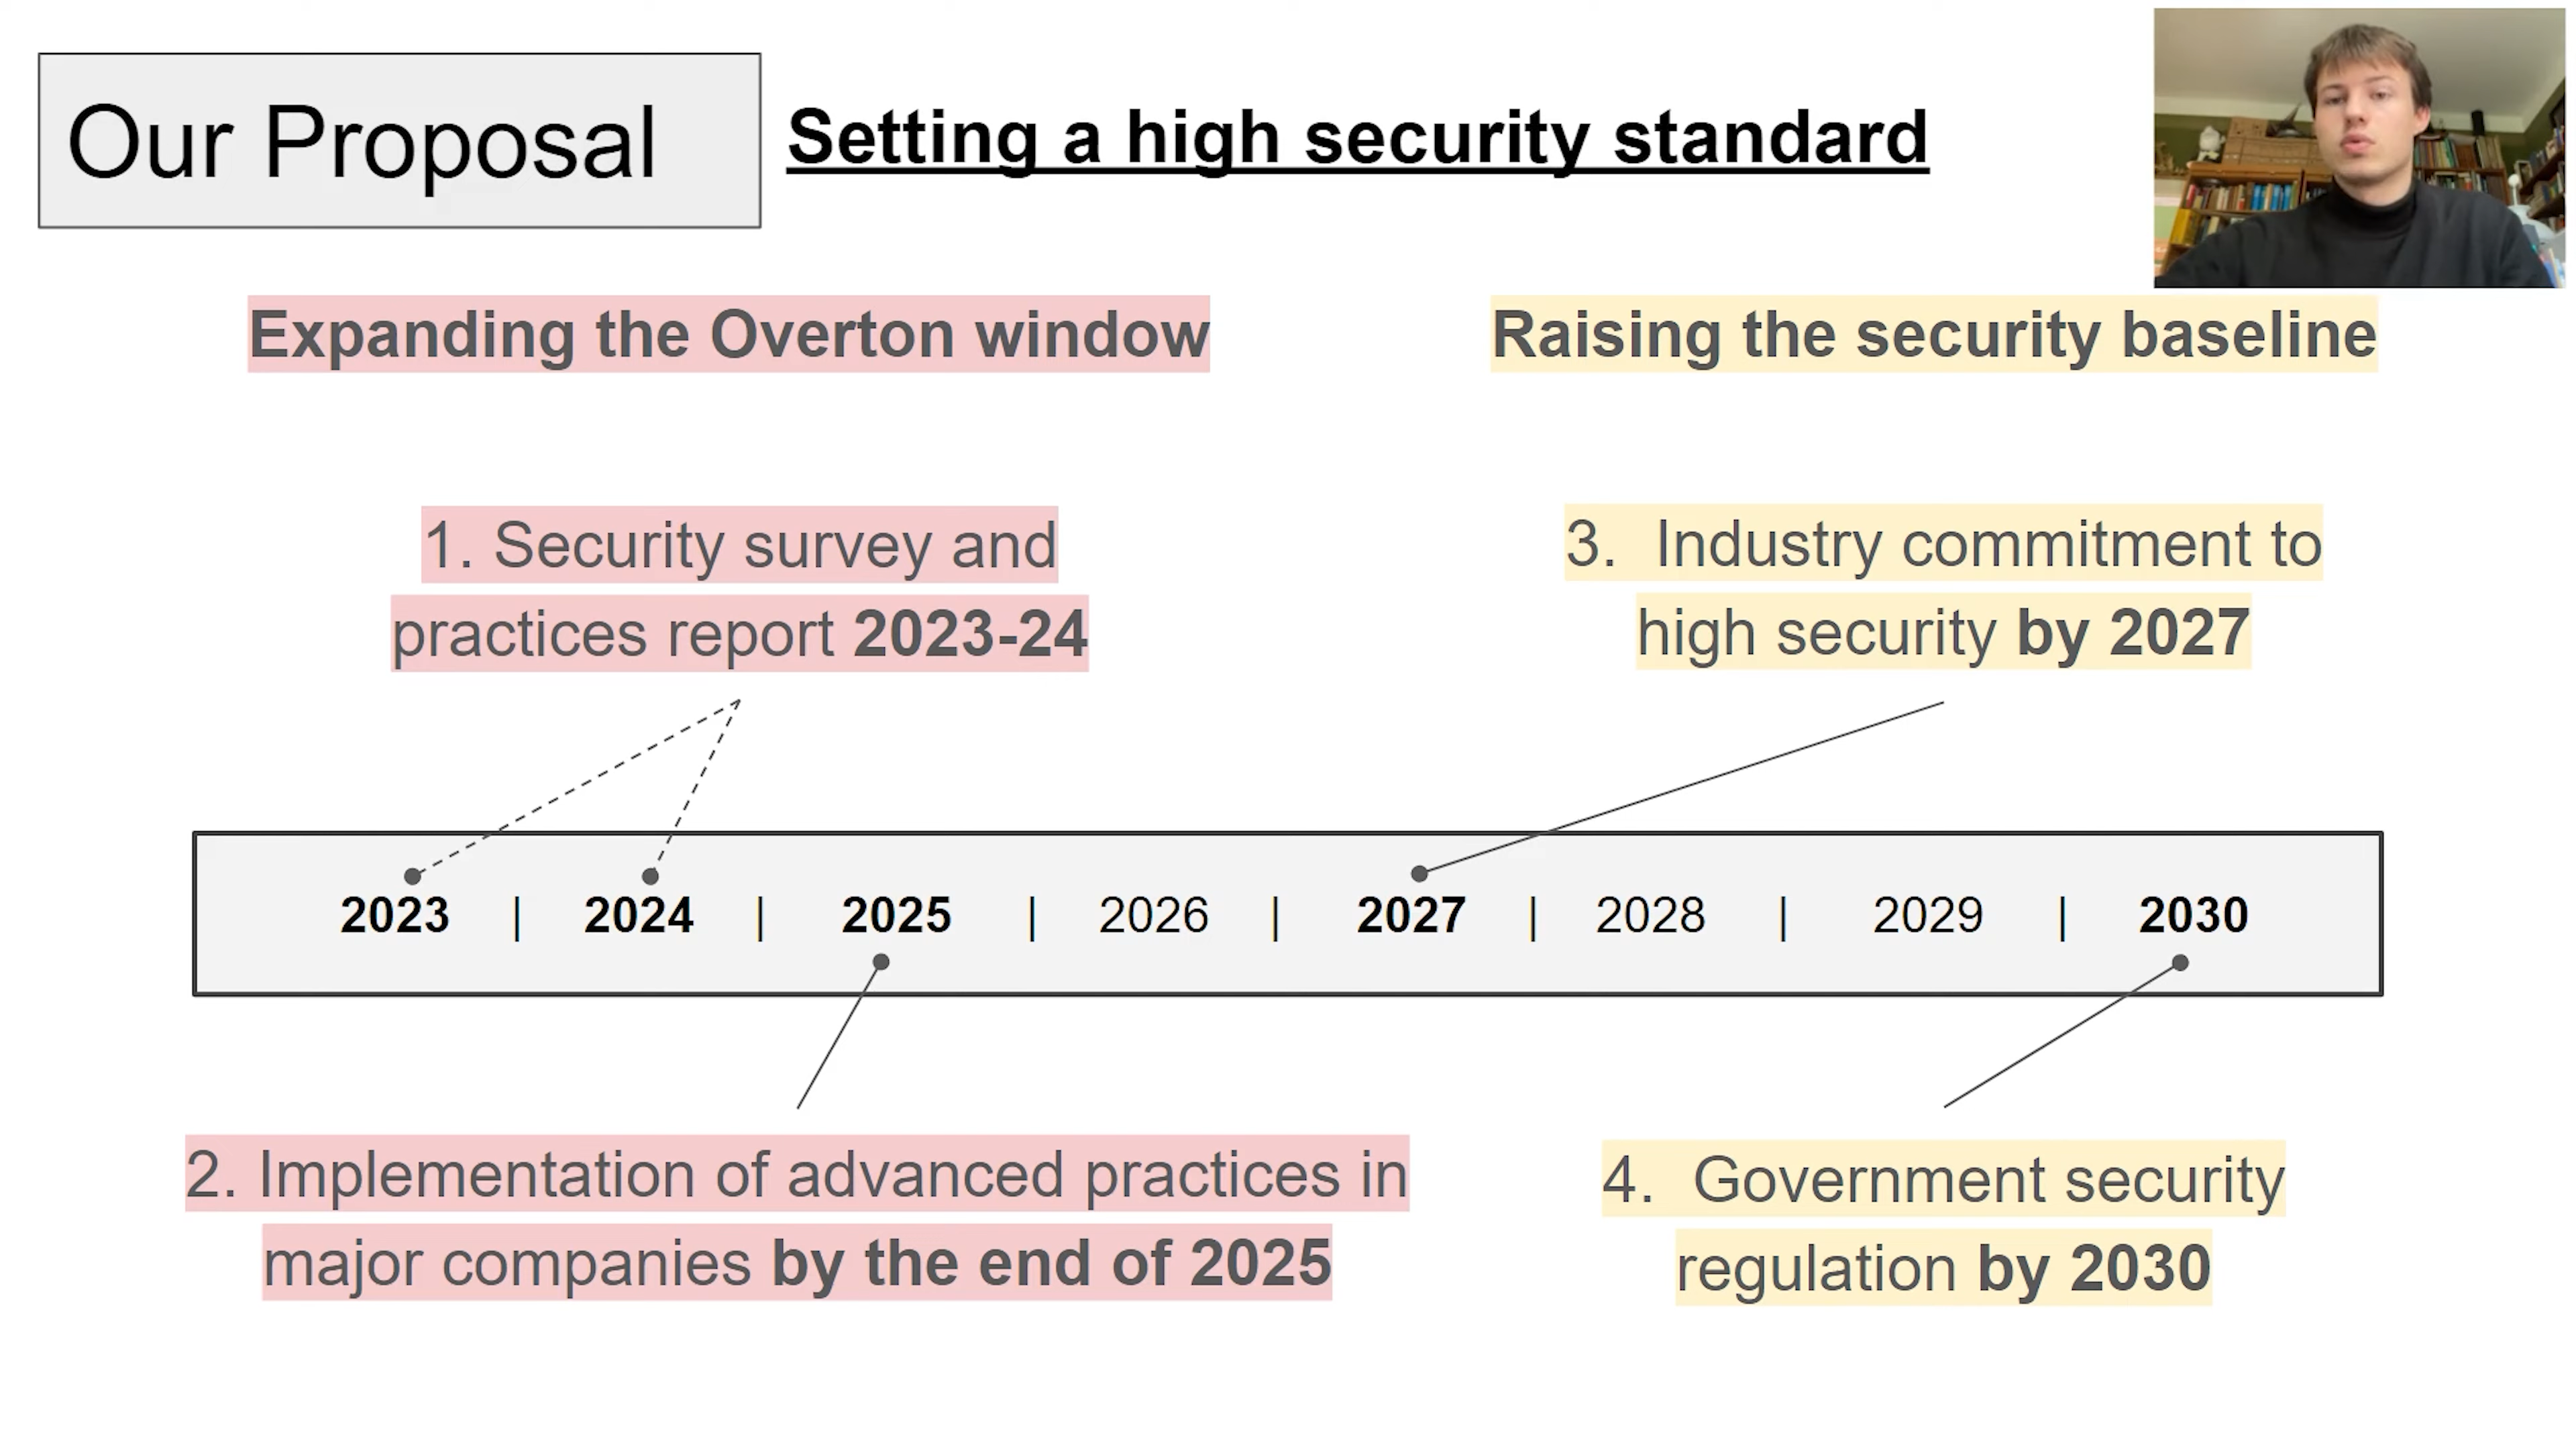 Our Proposal
Setting a high security standard
Expanding the Overton window
Raising the security baseline
1. Security survey and
practices report 2023-24
3. Industry commitment to
high security by 2027
2023 | 2024 | 2025 | 2026 | 2027 | 2028 | 2029 | 2030
2. Implementation of advanced practices in
major companies by the end of 2025
4. Government security
regulation by 2030